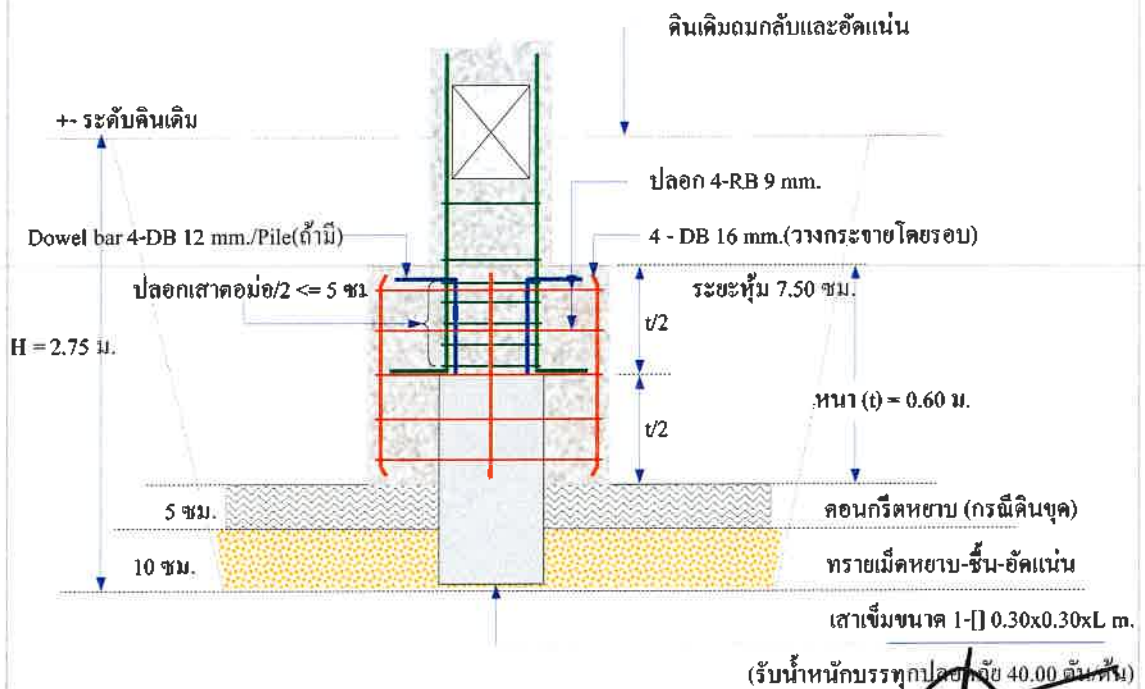 ดินเดิมถมกลับและอัดแน่น
+- ระดับดินเดิม
ปลอก 4-RB 9 mm.
Dowel bar 4-DB 12 mm./Pile(ถ้ามี)
4 - DB 16 mm.(วางกระจายโดยรอบ)
ปลอกเสาตอม่อ/2 <= 5 ซม
ระยะหุ้ม 7.50 ซม.
t/2
H = 2.75 ม.
หนา (t) = 0.60 ม.
t/2
5 ซม.
คอนกรีตหยาบ (กรณีดินขุด)
10 ซม.
ทรายเม็ดหยาบ-ชื้น-อัดแน่น
เสาเข็มขนาด 1-[] 0.30x0.30xL m.
(รับน้ำหนักบรรทุกปลอดภัย 40.00 ตัน/ต้น)